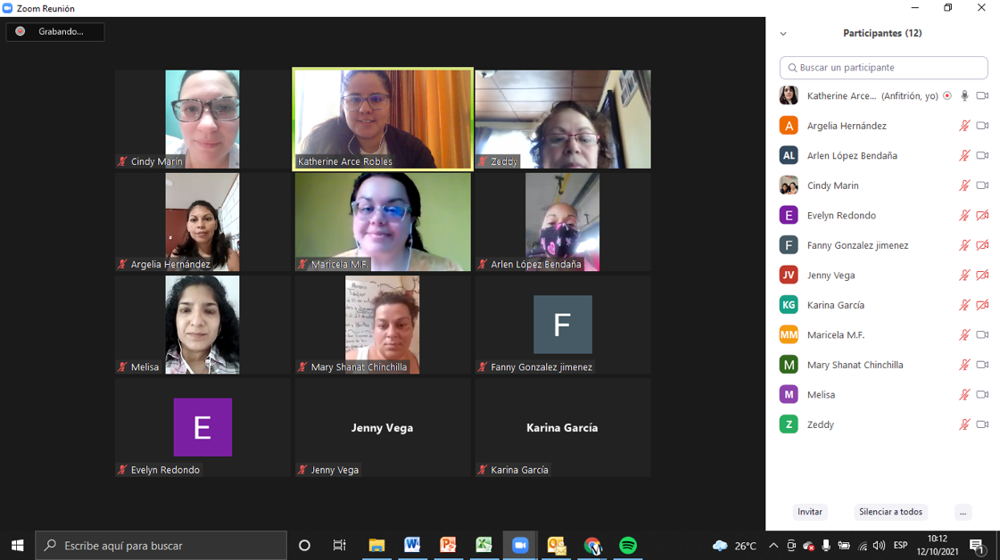 Zoom Reunión
Grabando...
Cindy Marin
Katherine Arce Robles
Zeddy
Argelia Hernández
Maricela M.F.
Arlen López Bendaña
Melisa
Mary Shanat Chinchilla
F
Fanny Gonzalez jimenez
E
Evelyn Redondo
Jenny Vega
Jenny Vega
Karina García
Karina García
Participantes (12)
Buscar un participante
Katherine Arce... (Anfitrión, yo)
A Argelia Hernández
AL Arlen López Bendaña
Cindy Marin
E Evelyn Redondo
F Fanny Gonzalez jimenez
JV Jenny Vega
KG Karina García
MM Maricela M.F.
M Mary Shanat Chinchilla
M Melisa
Z Zeddy
Invitar
Silenciar a todos
...
Escribe aquí para buscar
26°C
ESP
10:12
12/10/2021
1